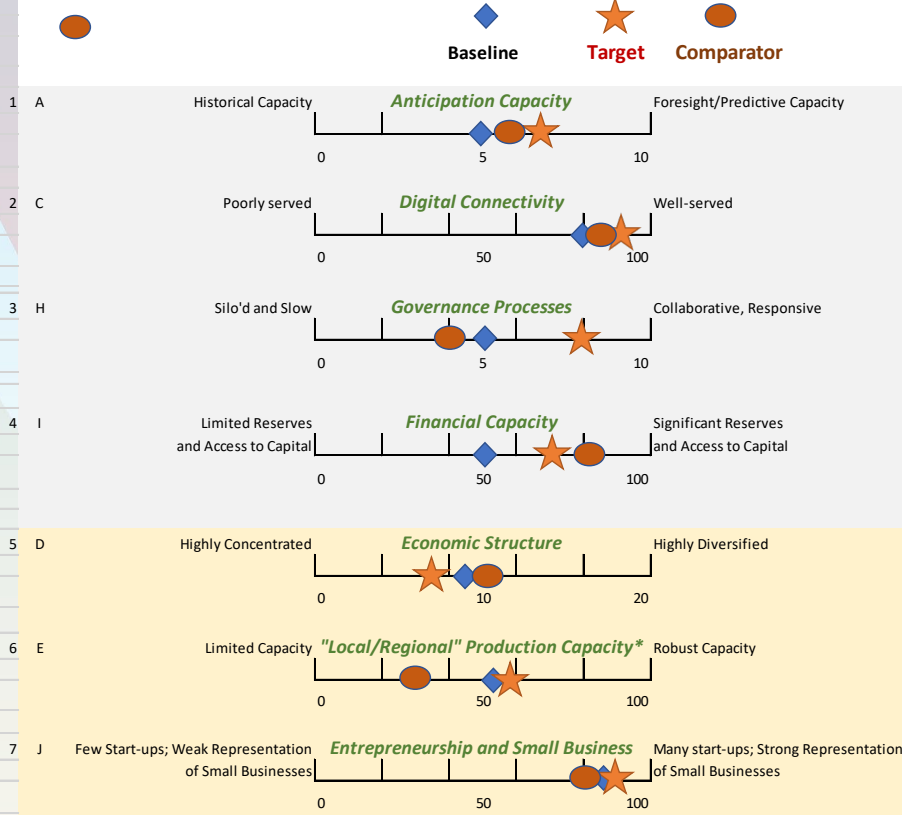 Baseline Target Comparator
1 A Historical Capacity Anticipation Capacity Foresight/Predictive Capacity
0 5 10
2 C Poorly served Digital Connectivity Well-served
0 50 100
3 H Silo'd and Slow Governance Processes Collaborative, Responsive
0 5 10
4 I Limited Reserves Financial Capacity Significant Reserves
and Access to Capital and Access to Capital
0 50 100
5 D Highly Concentrated Economic Structure Highly Diversified
0 10 20
6 E Limited Capacity "Local/Regional" Production Capacity* Robust Capacity
0 50 100
7 J Few Start-ups; Weak Representation Entrepreneurship and Small Business Many start-ups; Strong Representation
of Small Businesses of Small Businesses
0 50 100